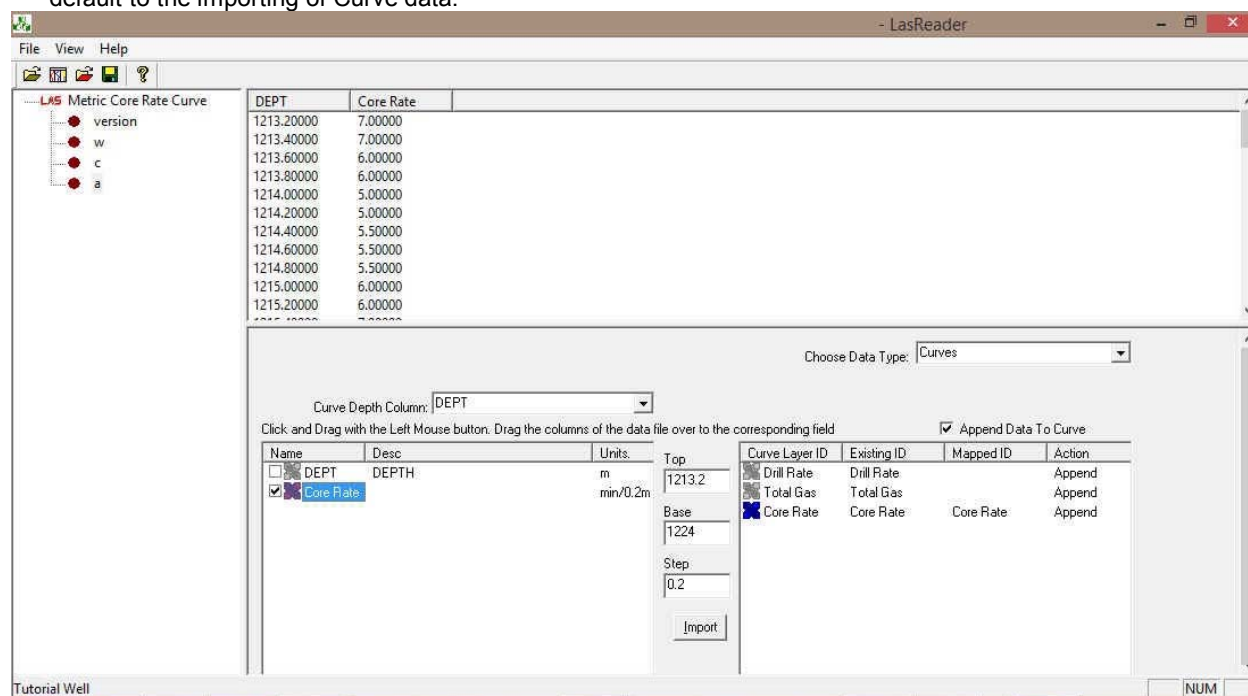 default to the importing of Curve data.
- LasReader
File View Help
LAS Metric Core Rate Curve
version
w
c
a
DEPT Core Rate
1213.20000 7.00000
1213.40000 7.00000
1213.60000 6.00000
1213.80000 6.00000
1214.00000 5.00000
1214.20000 5.00000
1214.40000 5.50000
1214.60000 5.50000
1214.80000 5.50000
1215.00000 6.00000
1215.20000 6.00000
Choose Data Type: Curves
Curve Depth Column: DEPT
Click and Drag with the Left Mouse button. Drag the columns of the data file over to the corresponding field
Append Data To Curve
Name Desc Units.
DEPT DEPTH m
Core Rate min/0.2m
Top
1213.2
Base
1224
Step
0.2
Import
Curve Layer ID Existing ID Mapped ID Action
Drill Rate Drill Rate Append
Total Gas Total Gas Append
Core Rate Core Rate Core Rate Append
Tutorial Well
NUM